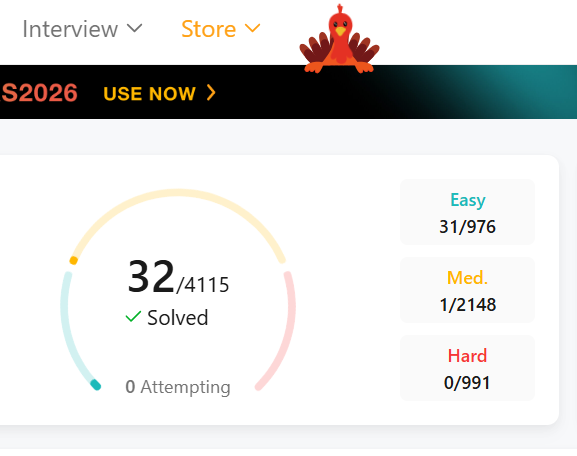 Interview Store
S2026 USE NOW
Easy
31/976
32/4115
Solved
Med.
1/2148
Hard
0/991
0 Attempting